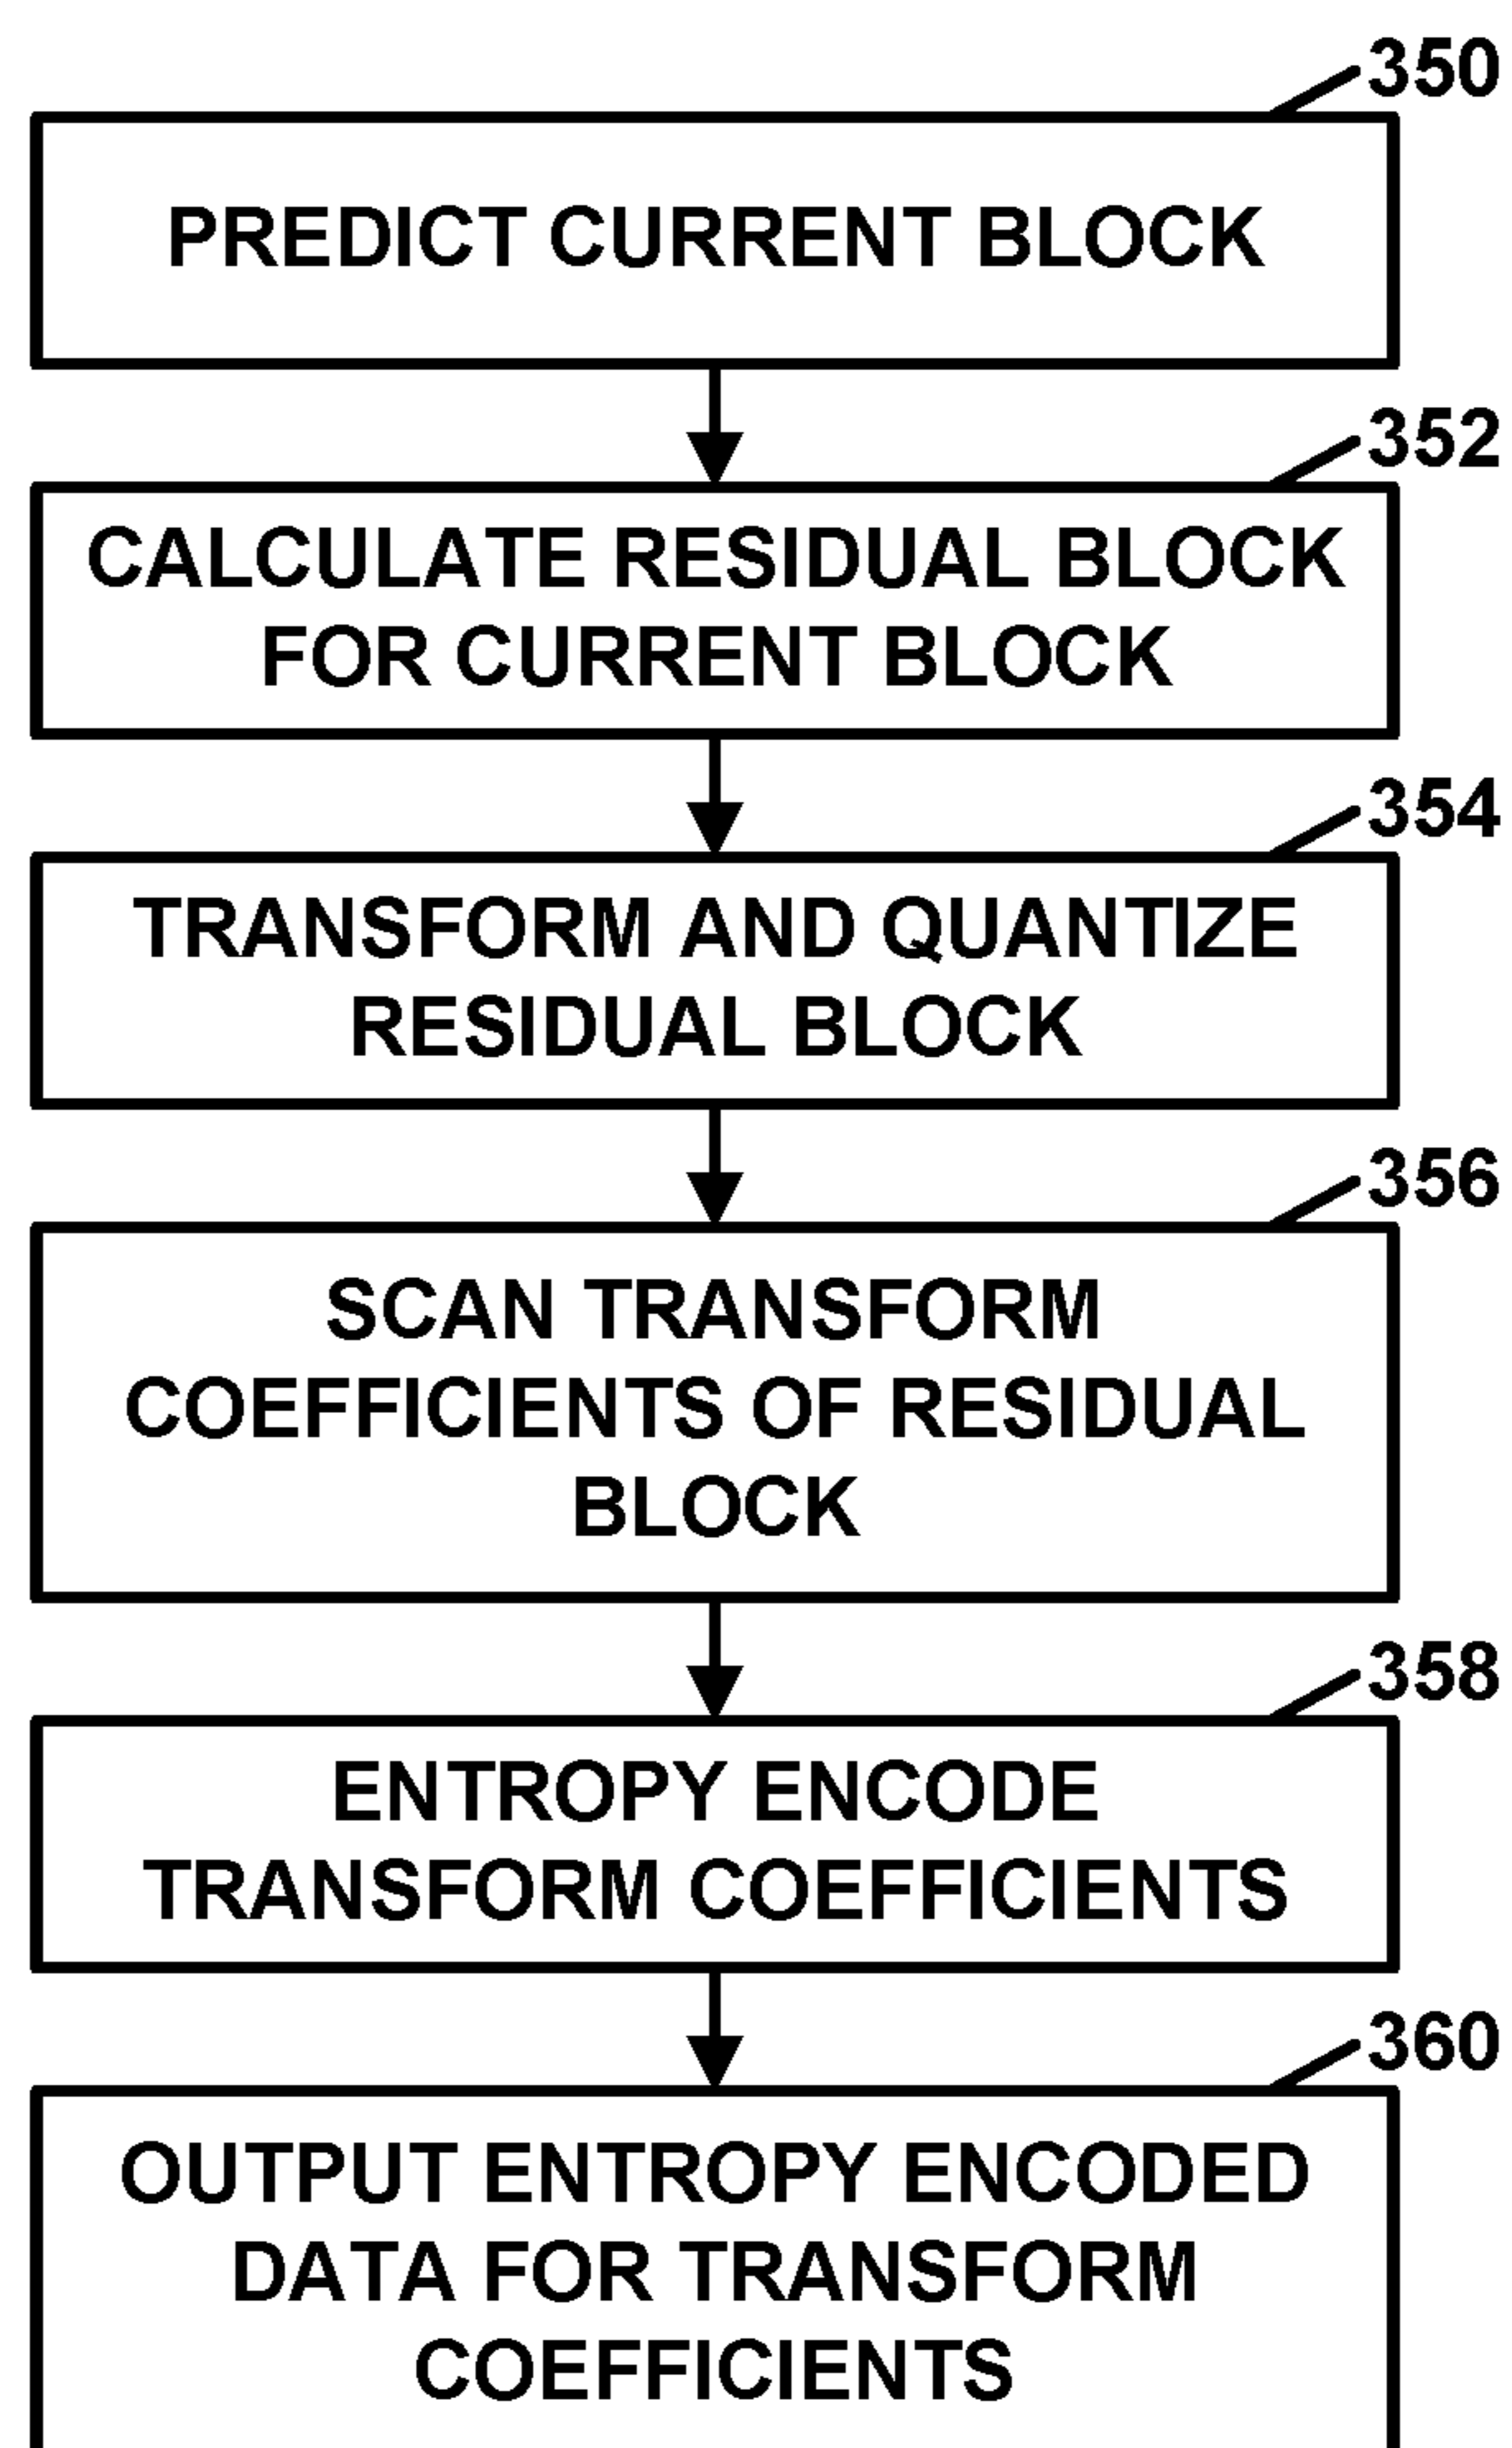 350
PREDICT CURRENT BLOCK
352
CALCULATE RESIDUAL BLOCK
FOR CURRENT BLOCK
354
TRANSFORM AND QUANTIZE
RESIDUAL BLOCK
356
SCAN TRANSFORM
COEFFICIENTS OF RESIDUAL
BLOCK
358
ENTROPY ENCODE
TRANSFORM COEFFICIENTS
360
OUTPUT ENTROPY ENCODED
DATA FOR TRANSFORM
COEFFICIENTS